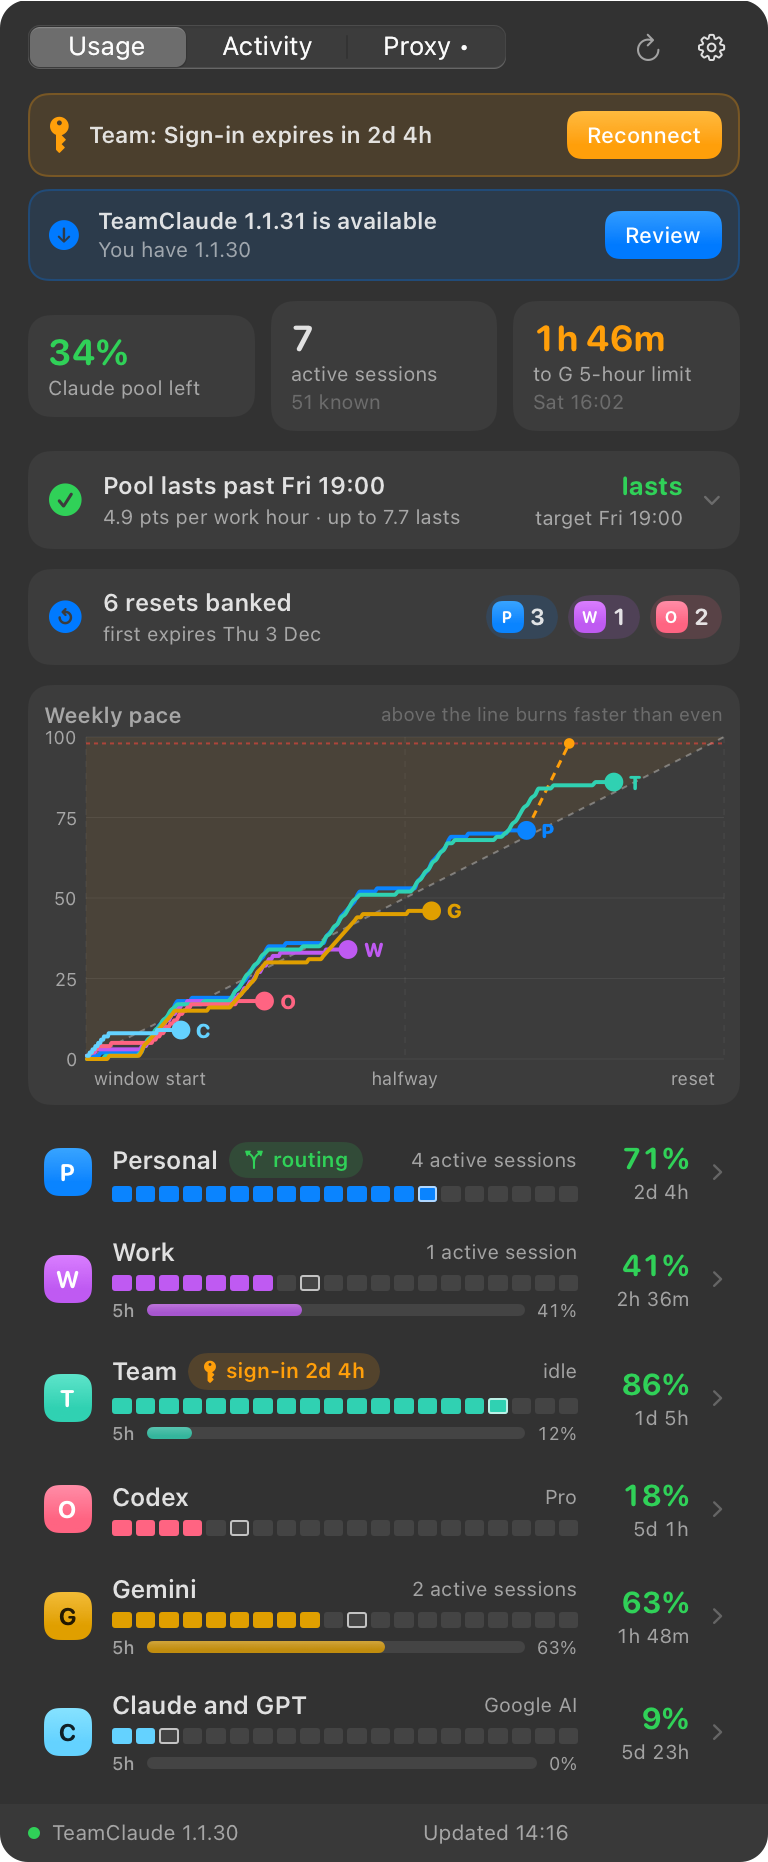 Usage Activity Proxy •
Team: Sign-in expires in 2d 4h Reconnect
TeamClaude 1.1.31 is available
You have 1.1.30
Review
34%
Claude pool left
7
active sessions
51 known
1h 46m
to G 5-hour limit
Sat 16:02
Pool lasts past Fri 19:00
4.9 pts per work hour · up to 7.7 lasts
lasts
target Fri 19:00
6 resets banked
first expires Thu 3 Dec
P 3 W 1 O 2
Weekly pace above the line burns faster than even
100
75
50
25
0
T
P
G
W
O
C
window start halfway reset
P
Personal routing 4 active sessions
71%
2d 4h
W
Work 1 active session
5h 41%
41%
2h 36m
T
Team sign-in 2d 4h idle
5h 12%
86%
1d 5h
O
Codex Pro
18%
5d 1h
G
Gemini 2 active sessions
5h 63%
63%
1h 48m
C
Claude and GPT Google AI
5h 0%
9%
5d 23h
TeamClaude 1.1.30 Updated 14:16